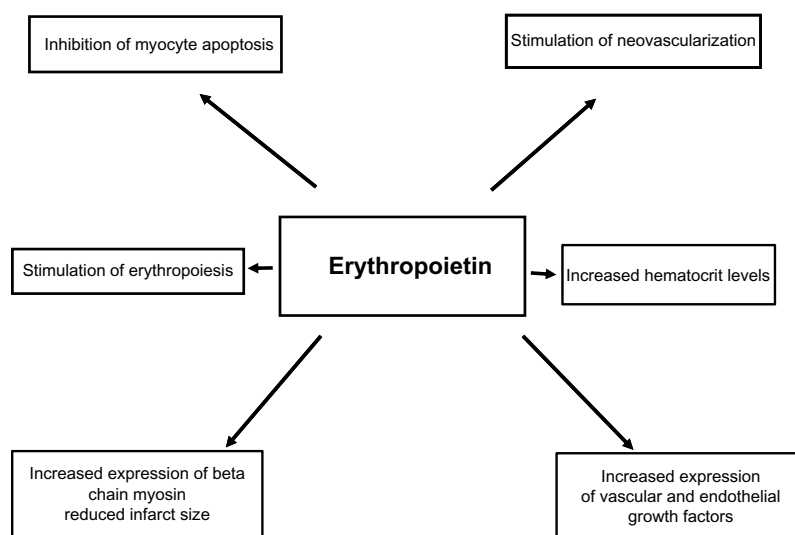 Inhibition of myocyte apoptosis
Stimulation of neovascularization
Erythropoietin
Stimulation of erythropoiesis
Increased hematocrit levels
Increased expression of beta
chain myosin
reduced infarct size
Increased expression
of vascular and endothelial
growth factors